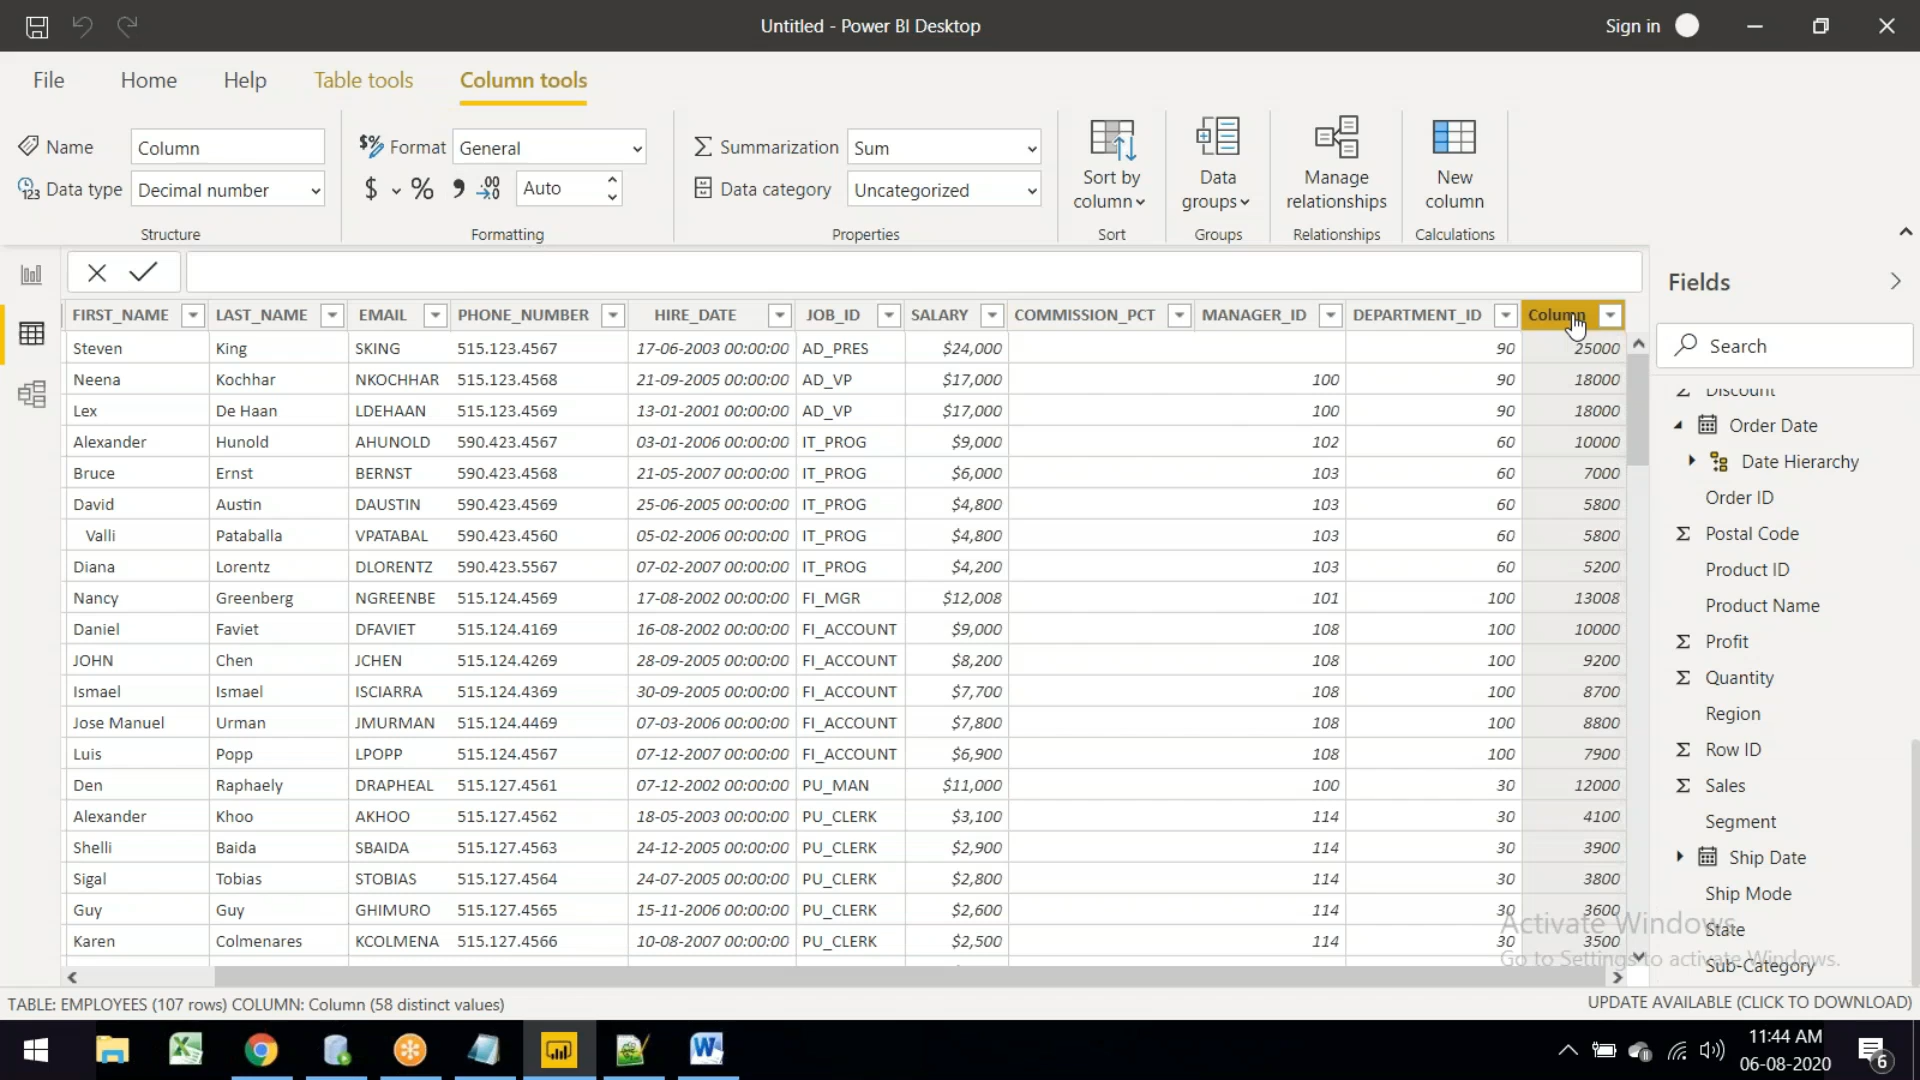 Untitled - Power BI Desktop
Sign in
File Home Help Table tools Column tools
Name Column
Data type Decimal number
Structure
$% Format General
$ % 9 .00 Auto
Formatting
Summarization Sum
Data category Uncategorized
Properties
Sort by column
Sort
Data groups
Groups
Manage relationships
Relationships
New column
Calculations
FIRST_NAME LAST_NAME EMAIL PHONE_NUMBER HIRE_DATE JOB_ID SALARY COMMISSION_PCT MANAGER_ID DEPARTMENT_ID Column
Steven King SKING 515.123.4567 17-06-2003 00:00:00 AD_PRES $24,000 90 25000
Neena Kochhar NKOCHHAR 515.123.4568 21-09-2005 00:00:00 AD_VP $17,000 100 90 18000
Lex De Haan LDEHAAN 515.123.4569 13-01-2001 00:00:00 AD_VP $17,000 100 90 18000
Alexander Hunold AHUNOLD 590.423.4567 03-01-2006 00:00:00 IT_PROG $9,000 102 60 10000
Bruce Ernst BERNST 590.423.4568 21-05-2007 00:00:00 IT_PROG $6,000 103 60 7000
David Austin DAUSTIN 590.423.4569 25-06-2005 00:00:00 IT_PROG $4,800 103 60 5800
Valli Pataballa VPATABAL 590.423.4560 05-02-2006 00:00:00 IT_PROG $4,800 103 60 5800
Diana Lorentz DLORENTZ 590.423.5567 07-02-2007 00:00:00 IT_PROG $4,200 103 60 5200
Nancy Greenberg NGREENBE 515.124.4569 17-08-2002 00:00:00 FI_MGR $12,008 101 100 13008
Daniel Faviet DFAVIET 515.124.4169 16-08-2002 00:00:00 FI_ACCOUNT $9,000 108 100 10000
JOHN Chen JCHEN 515.124.4269 28-09-2005 00:00:00 FI_ACCOUNT $8,200 108 100 9200
Ismael Ismael ISCIARRA 515.124.4369 30-09-2005 00:00:00 FI_ACCOUNT $7,700 108 100 8700
Jose Manuel Urman JMURMAN 515.124.4469 07-03-2006 00:00:00 FI_ACCOUNT $7,800 108 100 8800
Luis Popp LPOPP 515.124.4567 07-12-2007 00:00:00 FI_ACCOUNT $6,900 108 100 7900
Den Raphaely DRAPHEAL 515.127.4561 07-12-2002 00:00:00 PU_MAN $11,000 100 30 12000
Alexander Khoo AKHOO 515.127.4562 18-05-2003 00:00:00 PU_CLERK $3,100 114 30 4100
Shelli Baida SBAIDA 515.127.4563 24-12-2005 00:00:00 PU_CLERK $2,900 114 30 3900
Sigal Tobias STOBIAS 515.127.4564 24-07-2005 00:00:00 PU_CLERK $2,800 114 30 3800
Guy Guy GHIMURO 515.127.4565 15-11-2006 00:00:00 PU_CLERK $2,600 114 30 3600
Karen Colmenares KCOLMENA 515.127.4566 10-08-2007 00:00:00 PU_CLERK $2,500 114 30 3500
Fields
Search
Discount
Order Date
Date Hierarchy
Order ID
Postal Code
Product ID
Product Name
Profit
Quantity
Region
Row ID
Sales
Segment
Ship Date
Ship Mode
State
Sub-Category
Activate Windows
Go to Settings to activate Windows.
TABLE: EMPLOYEES (107 rows) COLUMN: Column (58 distinct values)
UPDATE AVAILABLE (CLICK TO DOWNLOAD)
11:44 AM
06-08-2020
6